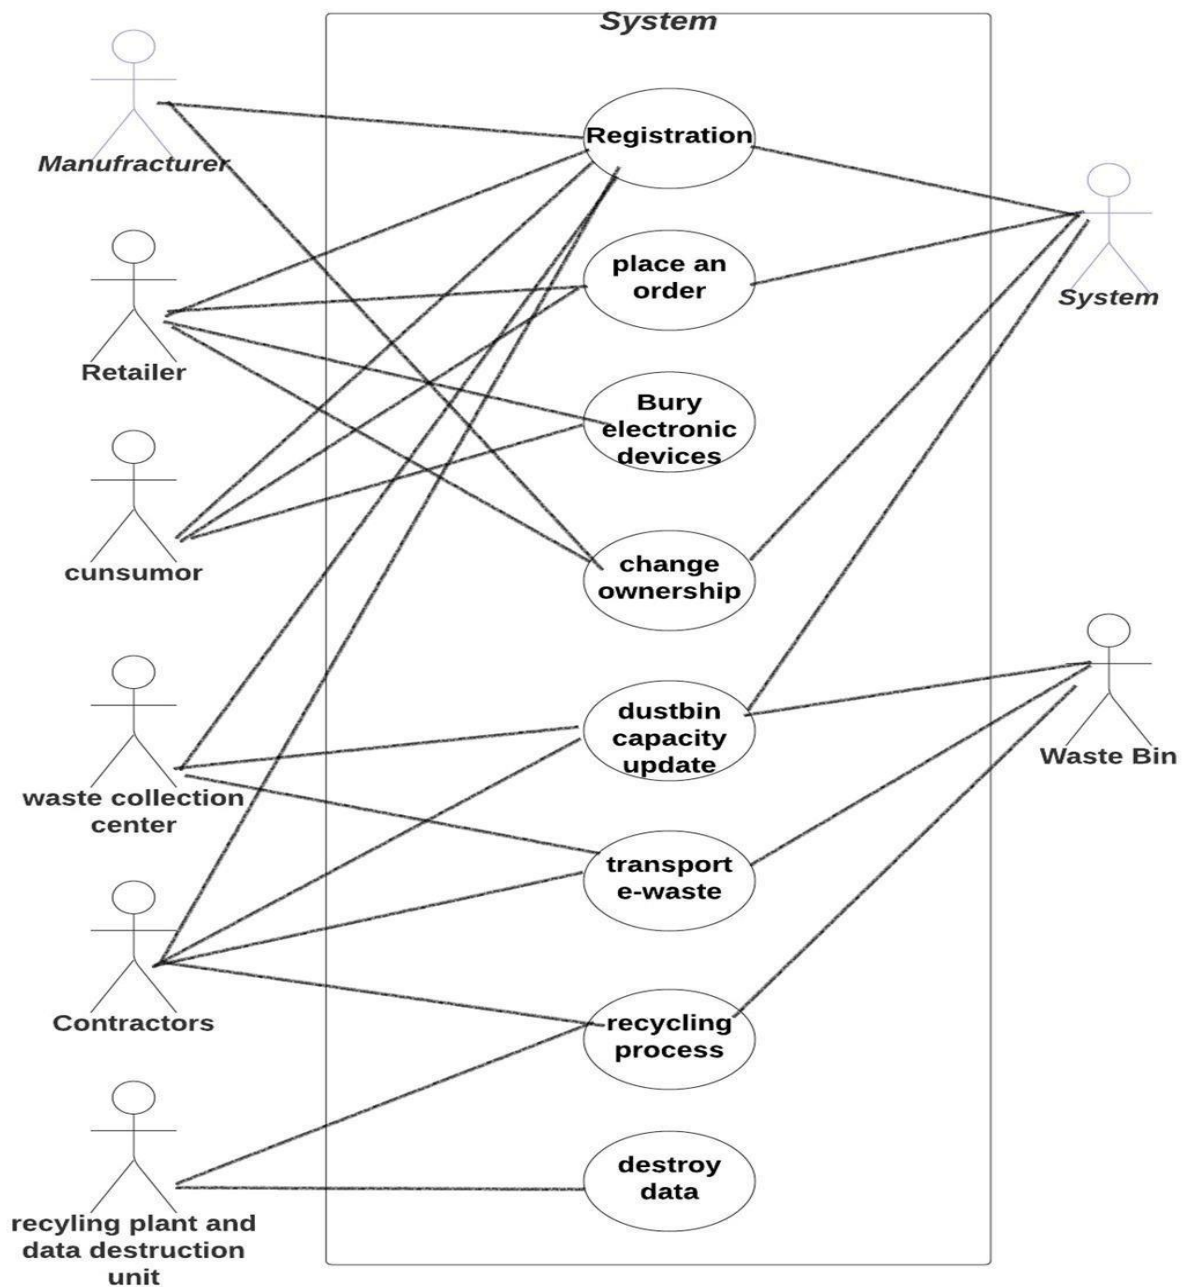 System
Manufracturer
Registration
System
Retailer
place an
order
cunsumor
Bury
electronic
devices
change
ownership
waste collection
center
dustbin
capacity
update
Waste Bin
Contractors
transport
e-waste
recycling
process
recyling plant and
data destruction
unit
destroy
data